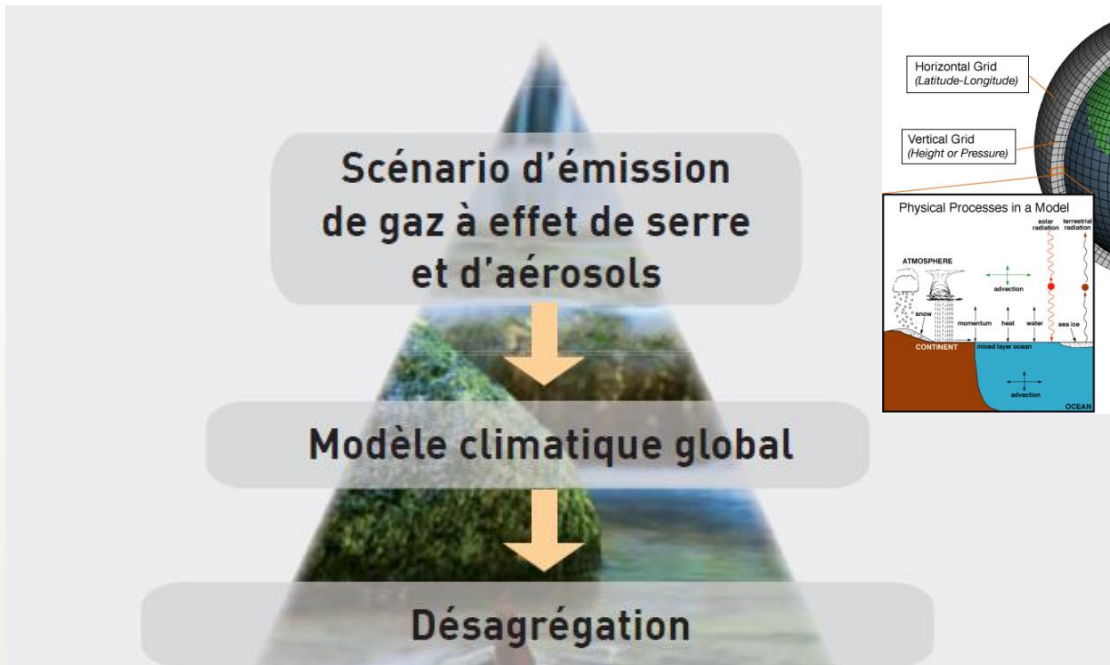 Scénario d'émission
de gaz à effet de serre
et d'aérosols
Modèle climatique global
Désagrégation
Horizontal Grid
(Latitude-Longitude)
Vertical Grid
(Height or Pressure)
Physical Processes in a Model
solar
radiation
terrestrial
radiation
ATMOSPHERE
advection
snow
momentum
heat
water
sea ice
CONTINENT
mixed layer ocean
advection
OCEAN